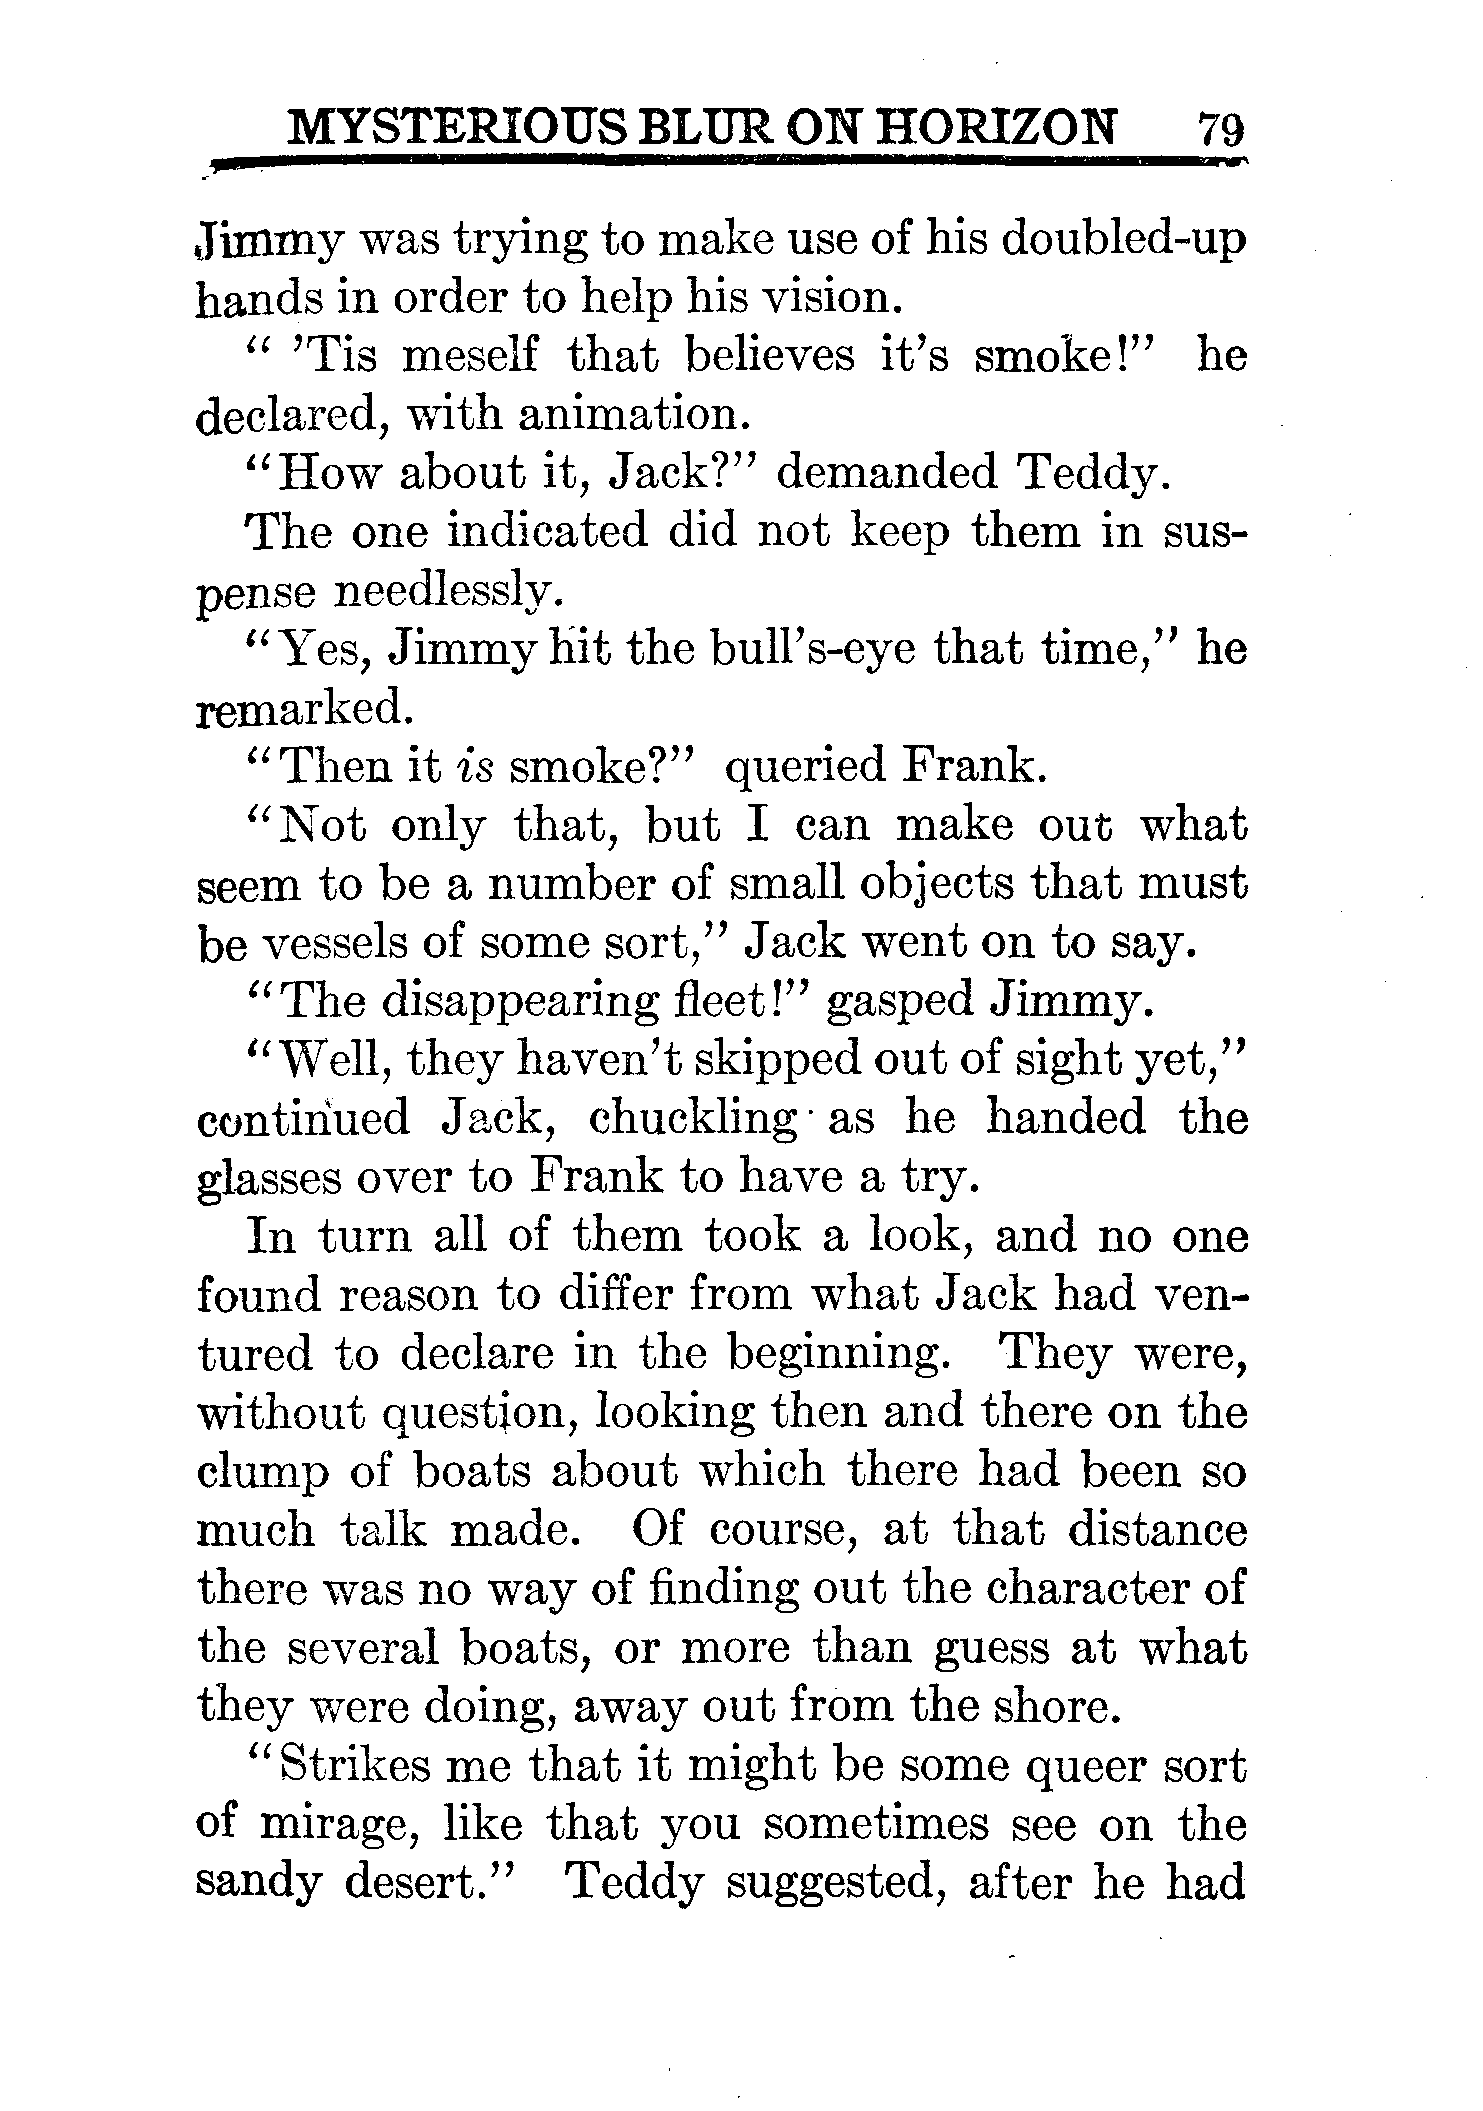 MYSTERIOUS BLUR ON HORIZON 79
Jimmy was trying to make use of his doubled-up
hands in order to help his vision.
" 'Tis meself that believes it's smoke!" he
declared, with animation.
"How about it, Jack?" demanded Teddy.
The one indicated did not keep them in sus-
pense needlessly.
"Yes, Jimmy hit the bull's-eye that time," he
remarked.
"Then it is smoke?" queried Frank.
"Not only that, but I can make out what
seem to be a number of small objects that must
be vessels of some sort," Jack went on to say.
"The disappearing fleet!" gasped Jimmy.
"Well, they haven't skipped out of sight yet,"
continued Jack, chuckling as he handed the
glasses over to Frank to have a try.
In turn all of them took a look, and no one
found reason to differ from what Jack had ven-
tured to declare in the beginning. They were,
without question, looking then and there on the
clump of boats about which there had been so
much talk made. Of course, at that distance
there was no way of finding out the character of
the several boats, or more than guess at what
they were doing, away out from the shore.
"Strikes me that it might be some queer sort
of mirage, like that you sometimes see on the
sandy desert." Teddy suggested, after he had